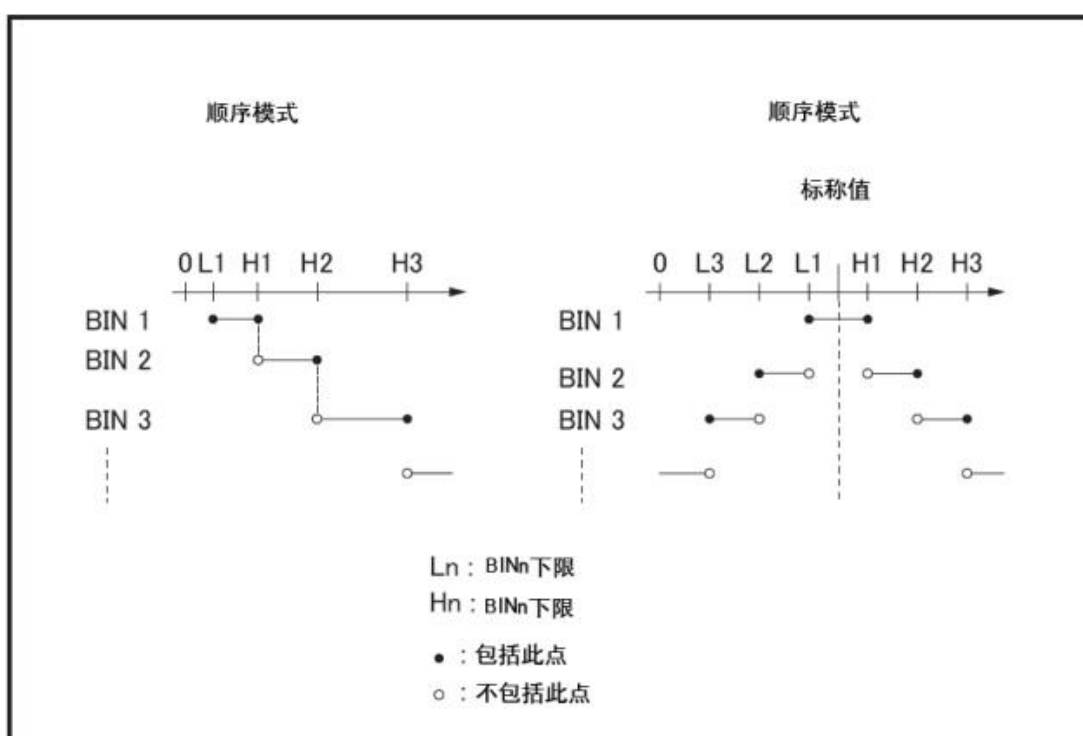 顺序模式
0 L1 H1 H2 H3
BIN 1
BIN 2
BIN 3
顺序模式
标称值
0 L3 L2 L1 H1 H2 H3
BIN 1
BIN 2
BIN 3
Ln : BINn下限
Hn : BINn下限
● : 包括此点
○ : 不包括此点